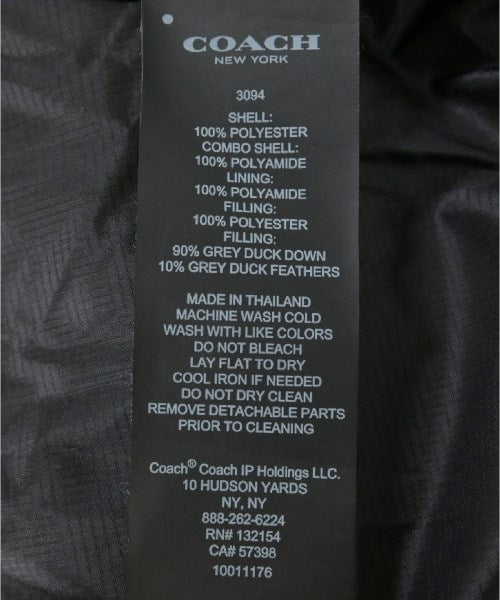 COACH
NEW YORK
3094
SHELL:
100% POLYESTER
COMBO SHELL:
100% POLYAMIDE
LINING:
100% POLYAMIDE
FILLING:
100% POLYESTER
FILLING:
90% GREY DUCK DOWN
10% GREY DUCK FEATHERS
MADE IN THAILAND
MACHINE WASH COLD
WASH WITH LIKE COLORS
DO NOT BLEACH
LAY FLAT TO DRY
COOL IRON IF NEEDED
DO NOT DRY CLEAN
REMOVE DETACHABLE PARTS
PRIOR TO CLEANING
Coach® Coach IP Holdings LLC.
10 HUDSON YARDS
NY, NY
888-262-6224
RN# 132154
CA# 57398
10011176